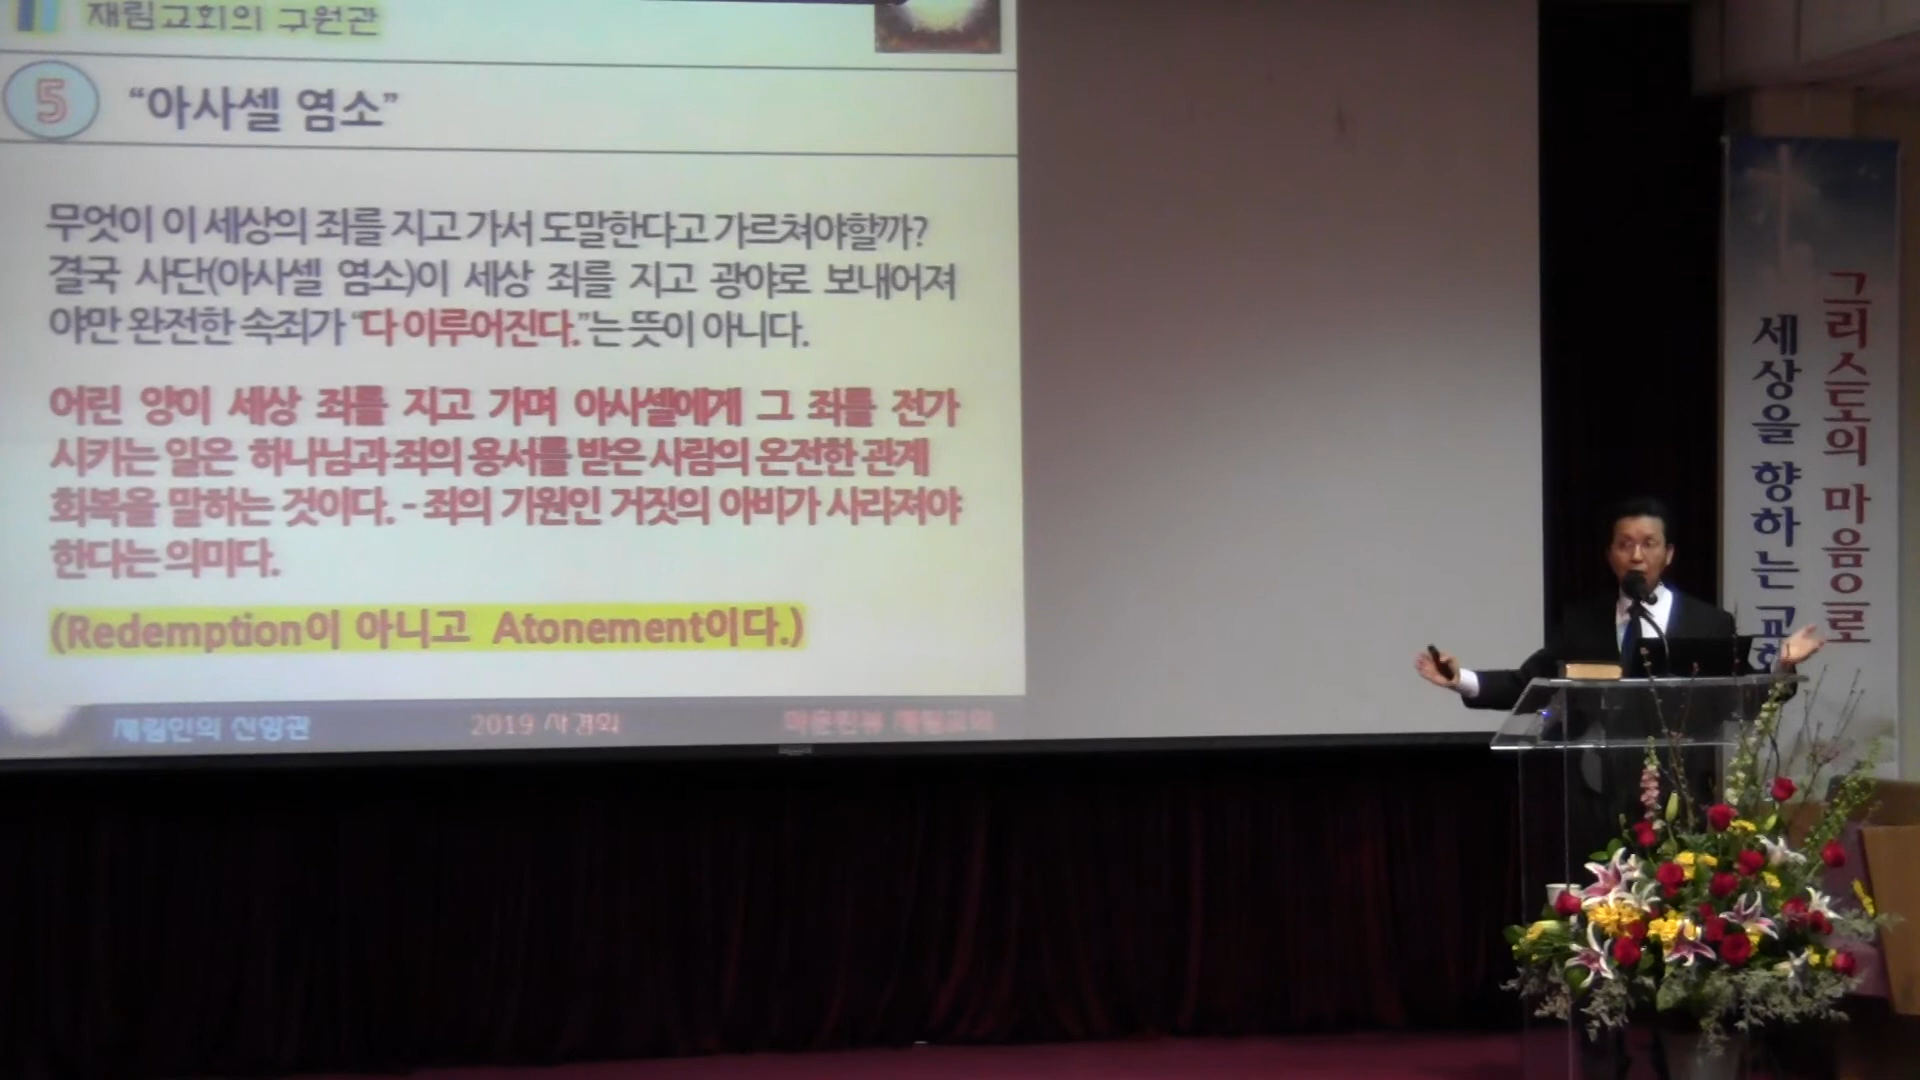 재림교회의 구원관
5 “아사셀 염소”
무엇이 이 세상의 죄를 지고 가서 도말한다고 가르쳐야할까?
결국 사단(아사셀 염소)이 세상 죄를 지고 광야로 보내어져
야만 완전한 속죄가 “다 이루어진다.”는 뜻이 아니다.
어린 양이 세상 죄를 지고 가며 아사셀에게 그 죄를 전가
시키는 일은 하나님과 죄의 용서를 받은 사람의 온전한 관계
회복을 말하는 것이다. - 죄의 기원인 거짓의 아비가 사라져야
한다는 의미다.
(Redemption이 아니고 Atonement이다.)
재림인의 신앙관 2019 사경회 재림교회
그리스도의 마음으로
세상을 향하는 교회